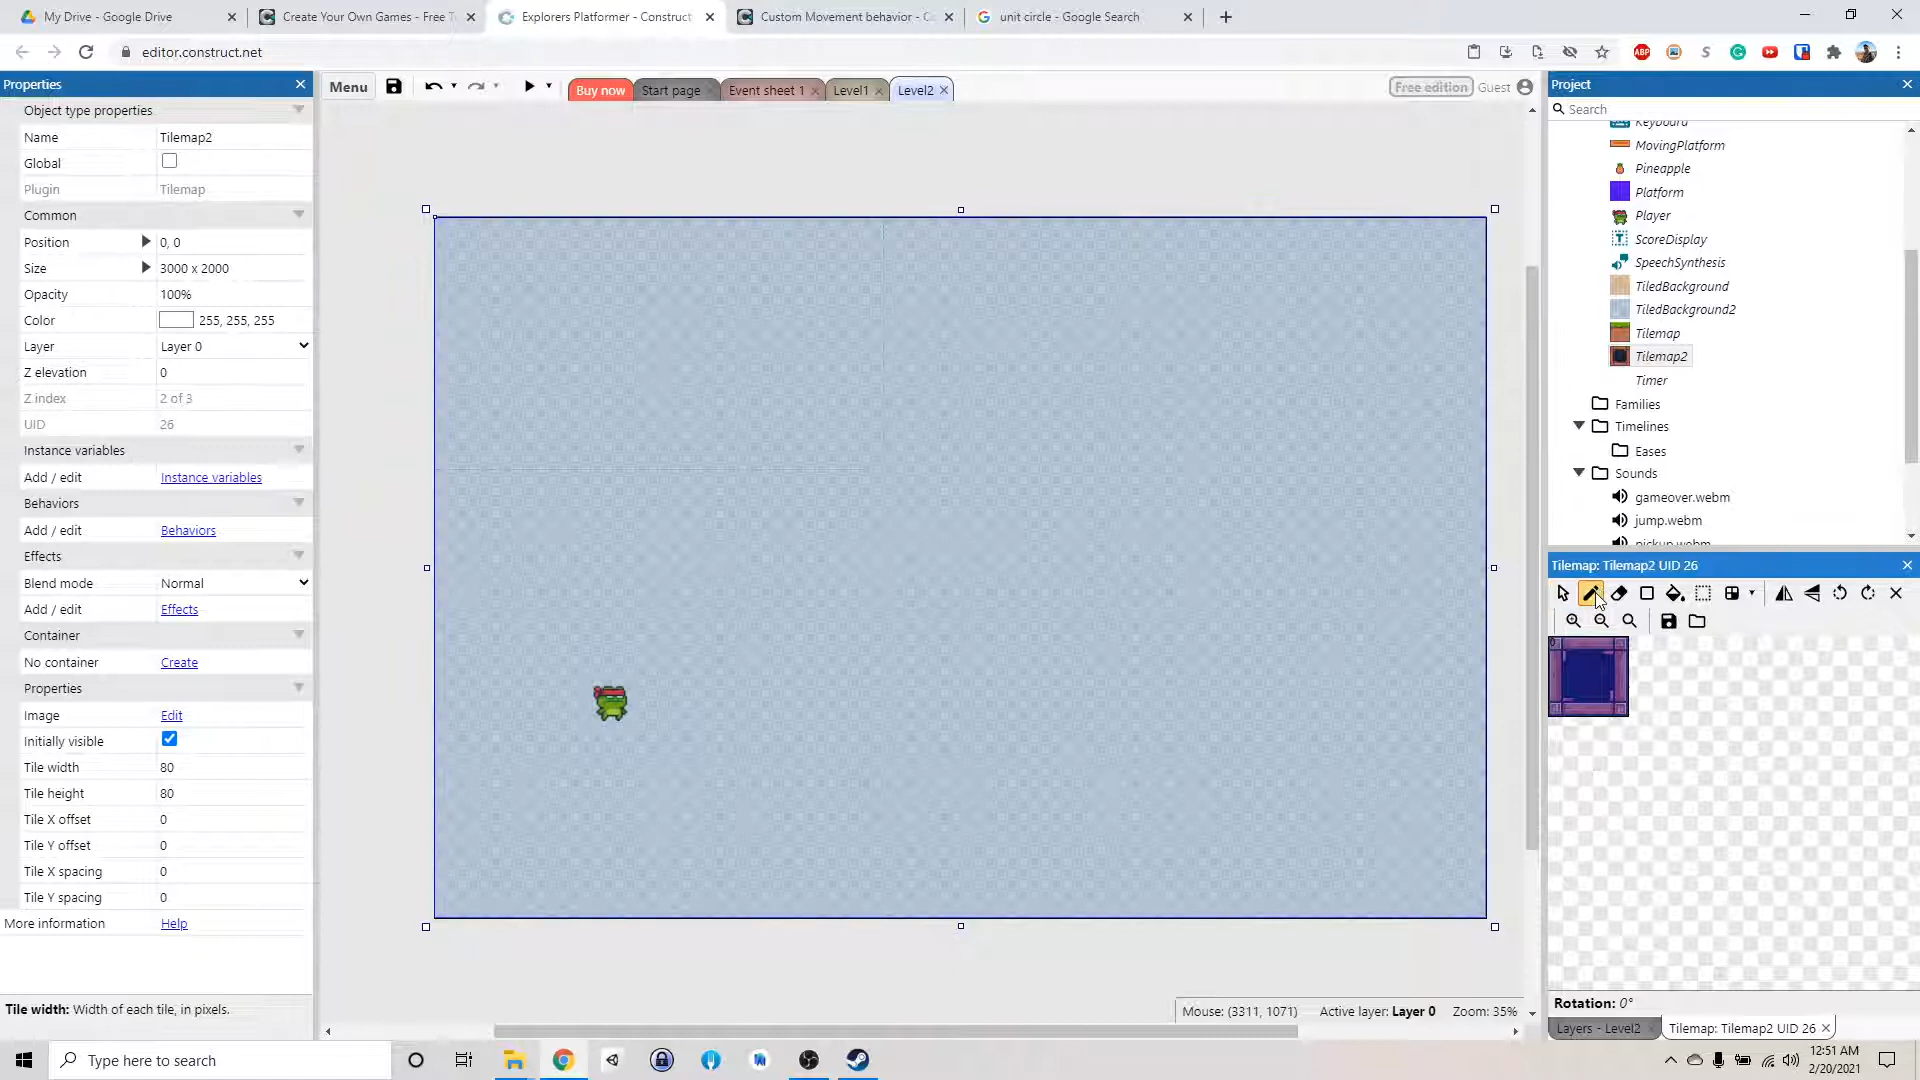 My Drive - Google Drive
Create Your Own Games - Free T
Explorers Platformer - Construct
Custom Movement behavior - C
unit circle - Google Search
editor.construct.net
ABP
Properties
Menu
Buy now
Start page
Event sheet 1
Level1
Level2
Free edition
Guest
Project
Object type properties
Search
Name
Tilemap2
Keyboard
Global
MovingPlatform
Plugin
Tilemap
Pineapple
Common
Platform
Position
0, 0
Player
Size
3000 x 2000
ScoreDisplay
Opacity
100%
SpeechSynthesis
Color
255, 255, 255
TiledBackground
Layer
Layer 0
TiledBackground2
Z elevation
0
Tilemap
Z index
2 of 3
Tilemap2
UID
26
Timer
Instance variables
Families
Add / edit
Instance variables
Timelines
Behaviors
Eases
Add / edit
Behaviors
Sounds
Effects
gameover.webm
Blend mode
Normal
jump.webm
Add / edit
Effects
pickup.webm
Container
Tilemap: Tilemap2 UID 26
No container
Create
Properties
Image
Edit
Initially visible
Tile width
80
Tile height
80
Tile X offset
0
Tile Y offset
0
Tile X spacing
0
Tile Y spacing
0
More information
Help
Tile width: Width of each tile, in pixels.
Mouse: (3311, 1071)
Active layer: Layer 0
Zoom: 35%
Rotation: 0°
Layers - Level2
Tilemap: Tilemap2 UID 26
Type here to search
12:51 AM
2/20/2021